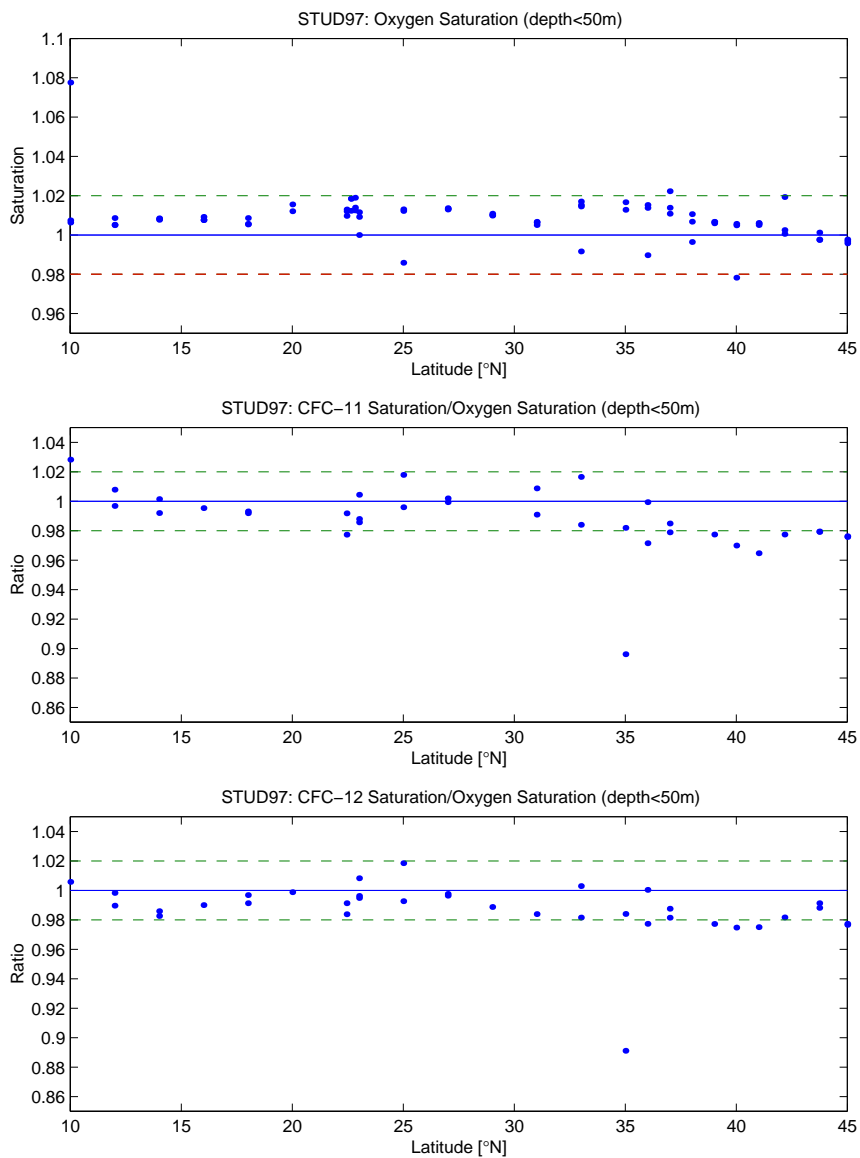 STUD97: Oxygen Saturation (depth<50m)
1.1
1.08
1.06
1.04
1.02
1
0.98
0.96
Saturation
10 15 20 25 30 35 40 45
Latitude [°N]
STUD97: CFC−11 Saturation/Oxygen Saturation (depth<50m)
1.04
1.02
1
0.98
0.96
0.94
0.92
0.9
0.88
0.86
Ratio
10 15 20 25 30 35 40 45
Latitude [°N]
STUD97: CFC−12 Saturation/Oxygen Saturation (depth<50m)
1.04
1.02
1
0.98
0.96
0.94
0.92
0.9
0.88
0.86
Ratio
10 15 20 25 30 35 40 45
Latitude [°N]